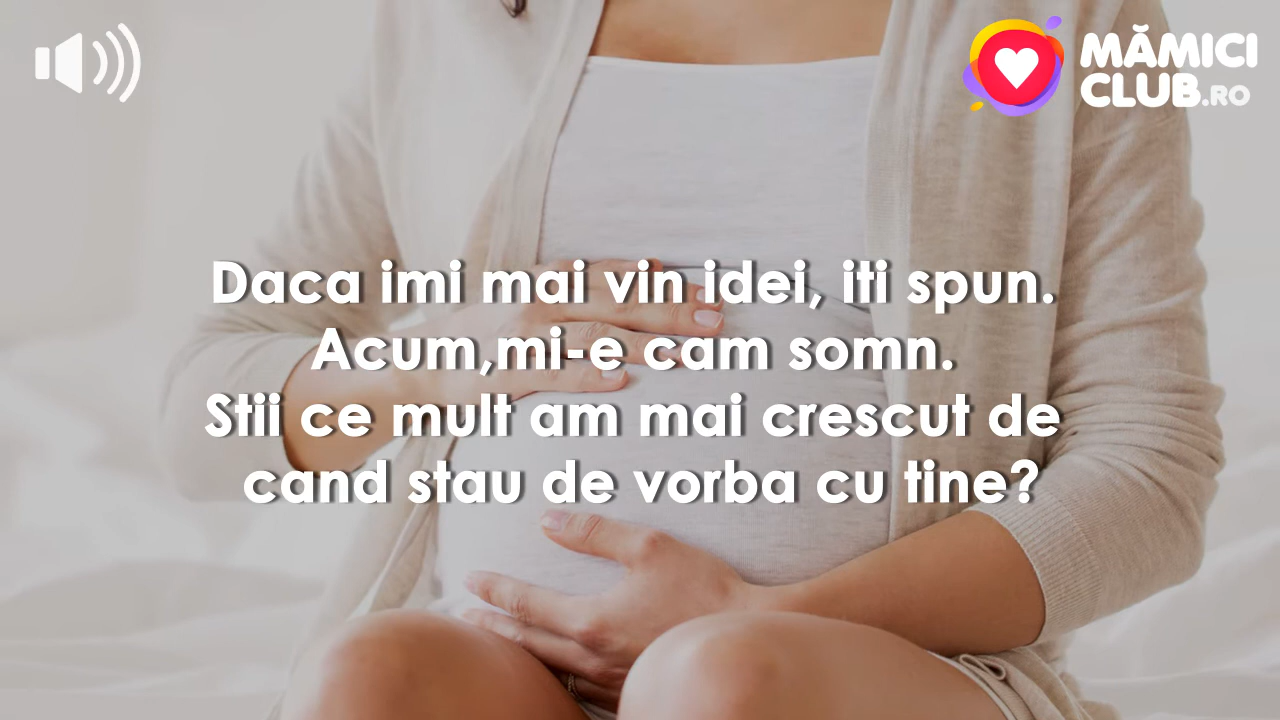 MĂMICI
CLUB.RO
Daca imi mai vin idei, iti spun.
Acum,mi-e cam somn.
Stii ce mult am mai crescut de
cand stau de vorba cu tine?